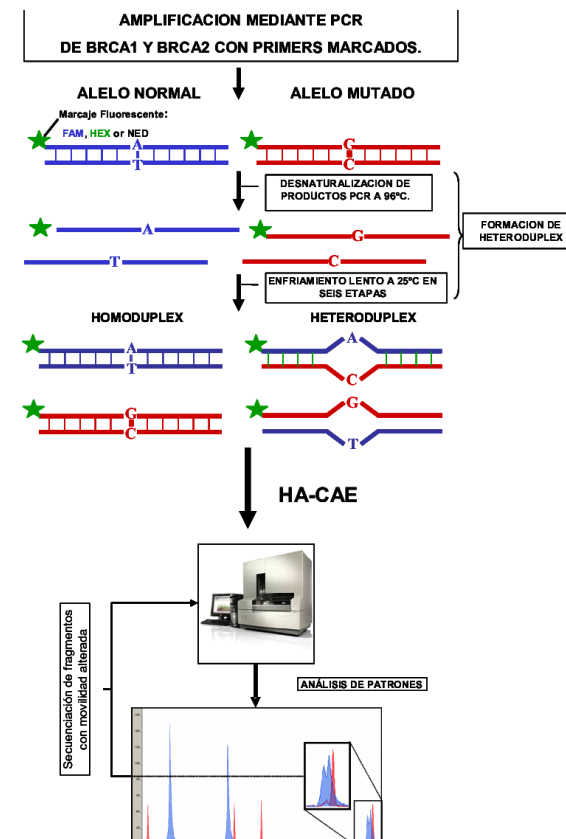 AMPLIFICACION MEDIANTE PCR
DE BRCA1 Y BRCA2 CON PRIMERS MARCADOS.
ALELO NORMAL
ALELO MUTADO
Marcaje Fluorescente:
FAM, HEX or NED
A
T
G
C
DESNATURALIZACION DE
PRODUCTOS PCR A 96ºC.
FORMACION DE
HETERODUPLEX
A
G
T
C
ENFRIAMIENTO LENTO A 25ºC EN
SEIS ETAPAS
HOMODUPLEX
HETERODUPLEX
A
T
A
C
G
C
G
T
HA-CAE
Secuenciación de fragmentos
con movilidad alterada
ANÁLISIS DE PATRONES